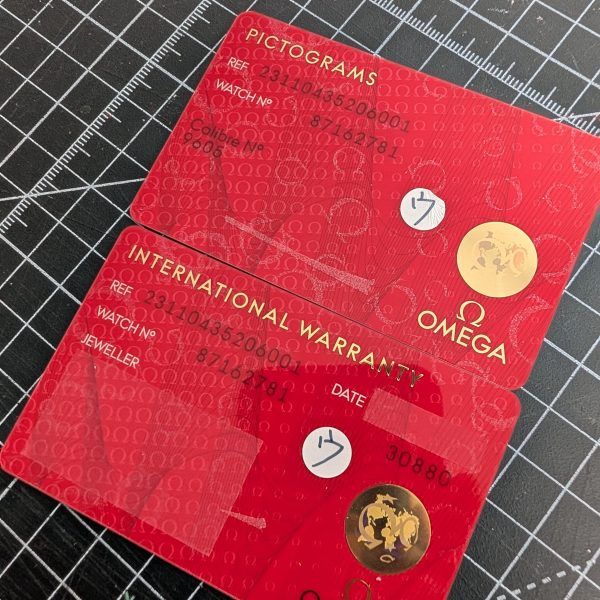 PICTOGRAMS
REF 23110435206001
WATCH Nº 87162781
Calibre Nº
9605
ウ
Ω
OMEGA
INTERNATIONAL WARRANTY
REF 23110435206001
WATCH Nº 87162781
JEWELLER
DATE
ウ
30880